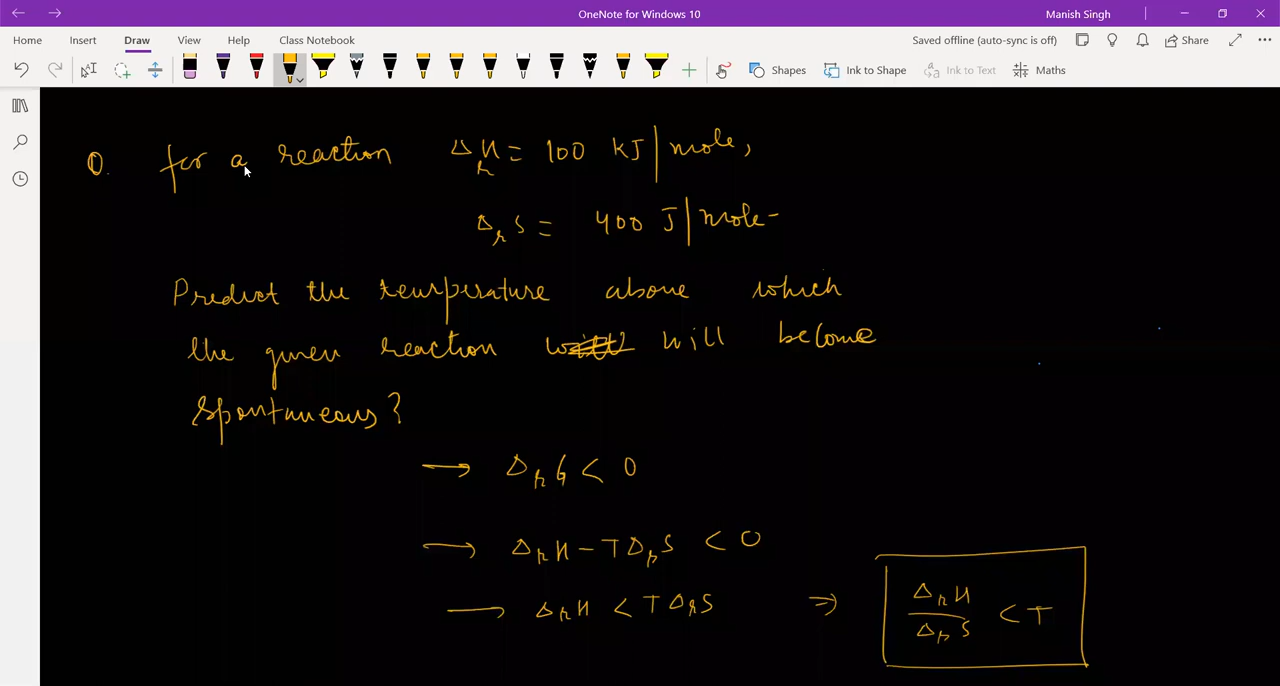 OneNote for Windows 10
Manish Singh
Home Insert Draw View Help Class Notebook
Saved offline (auto-sync is off) Share
Shapes Ink to Shape Ink to Text Maths
Q. for a reaction ΔᵣH = 100 KJ | mole,
ΔᵣS = 400 J | mole-
Predict the temperature above which
the given reaction will become
spontaneous?
→ ΔᵣG < 0
→ ΔᵣH - TΔᵣS < 0
→ ΔᵣH < TΔᵣS ⇒ ΔᵣH / ΔᵣS < T